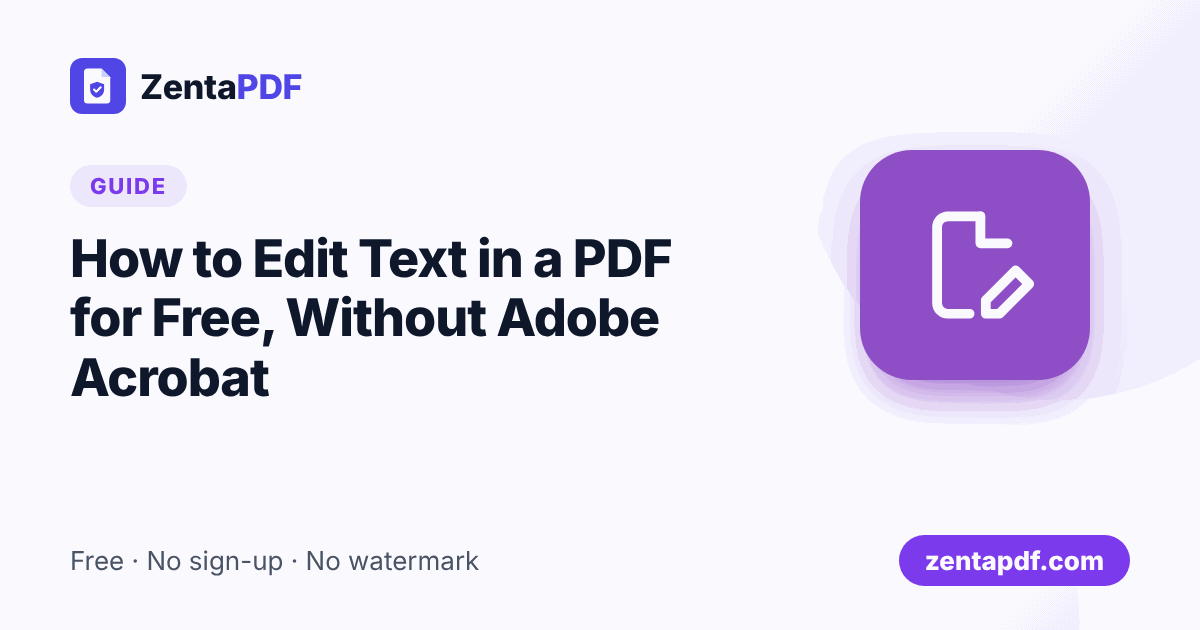 ZentaPDF
GUIDE
How to Edit Text in a PDF
for Free, Without Adobe
Acrobat
Free · No sign-up · No watermark
zentapdf.com